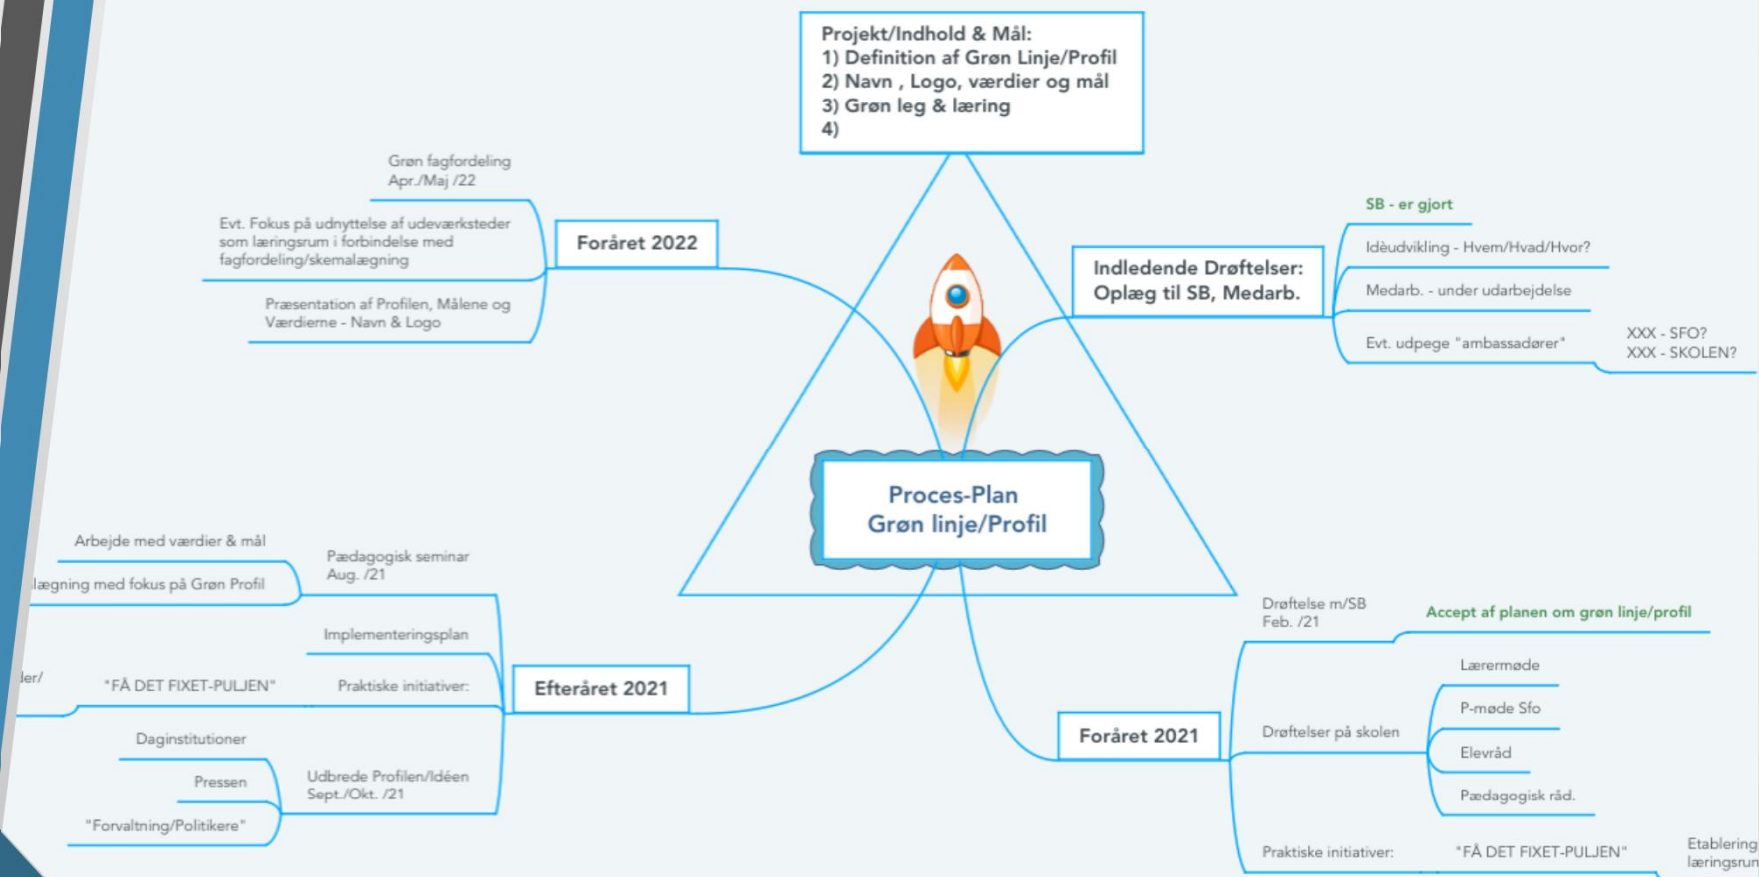 Projekt/Indhold & Mål:
1) Definition af Grøn Linje/Profil
2) Navn , Logo, værdier og mål
3) Grøn leg & læring
4)
Grøn fagfordeling
Apr./Maj /22
Evt. Fokus på udnyttelse af udeværksteder
som læringsrum i forbindelse med
fagfordeling/skemalægning
Præsentation af Profilen, Målene og
Værdierne - Navn & Logo
Foråret 2022
Indledende Drøftelser:
Oplæg til SB, Medarb.
SB - er gjort
Idèudvikling - Hvem/Hvad/Hvor?
Medarb. - under udarbejdelse
Evt. udpege "ambassadører"
XXX - SFO?
XXX - SKOLEN?
Proces-Plan
Grøn linje/Profil
Arbejde med værdier & mål
lægning med fokus på Grøn Profil
Pædagogisk seminar
Aug. /21
Implementeringsplan
"FÅ DET FIXET-PULJEN"
Praktiske initiativer:
Daginstitutioner
Pressen
"Forvaltning/Politikere"
Udbrede Profilen/Idéen
Sept./Okt. /21
Efteråret 2021
Foråret 2021
Drøftelse m/SB
Feb. /21
Accept af planen om grøn linje/profil
Drøftelser på skolen
Lærermøde
P-møde Sfo
Elevråd
Pædagogisk råd.
Praktiske initiativer:
"FÅ DET FIXET-PULJEN"
Etablering